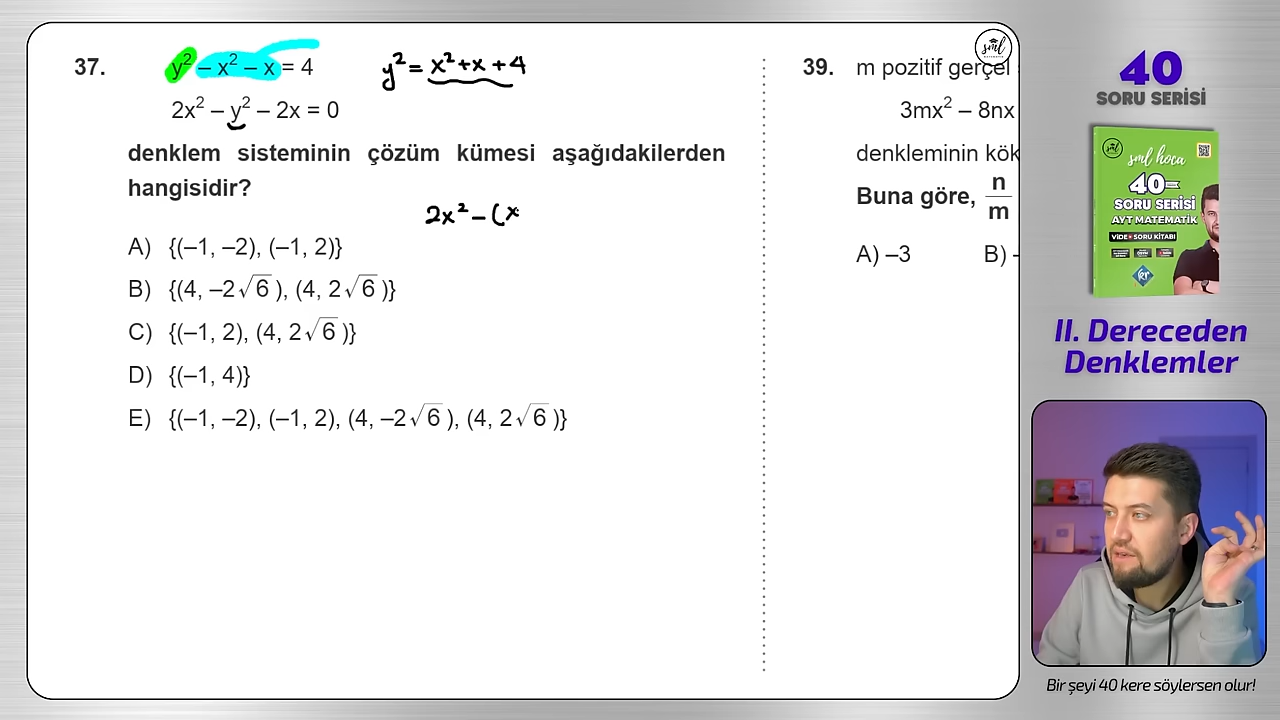 37. y² – x² – x = 4
y² = x² + x + 4
2x² – y² – 2x = 0
denklem sisteminin çözüm kümesi aşağıdakilerden
hangisidir?
2x² – (x
A) {(–1, –2), (–1, 2)}
B) {(4, –2√6 ), (4, 2√6 )}
C) {(–1, 2), (4, 2√6 )}
D) {(–1, 4)}
E) {(–1, –2), (–1, 2), (4, –2√6 ), (4, 2√6 )}
sml
39. m pozitif gerçel
3mx² – 8nx
denkleminin kök
Buna göre, n/m
A) –3 B) –
40
SORU SERİSİ
sml
sml hoca
40
SORU SERİSİ
AYT MATEMATİK
VİDEO SORU KİTABI
II. Dereceden
Denklemler
Bir şeyi 40 kere söylersen olur!